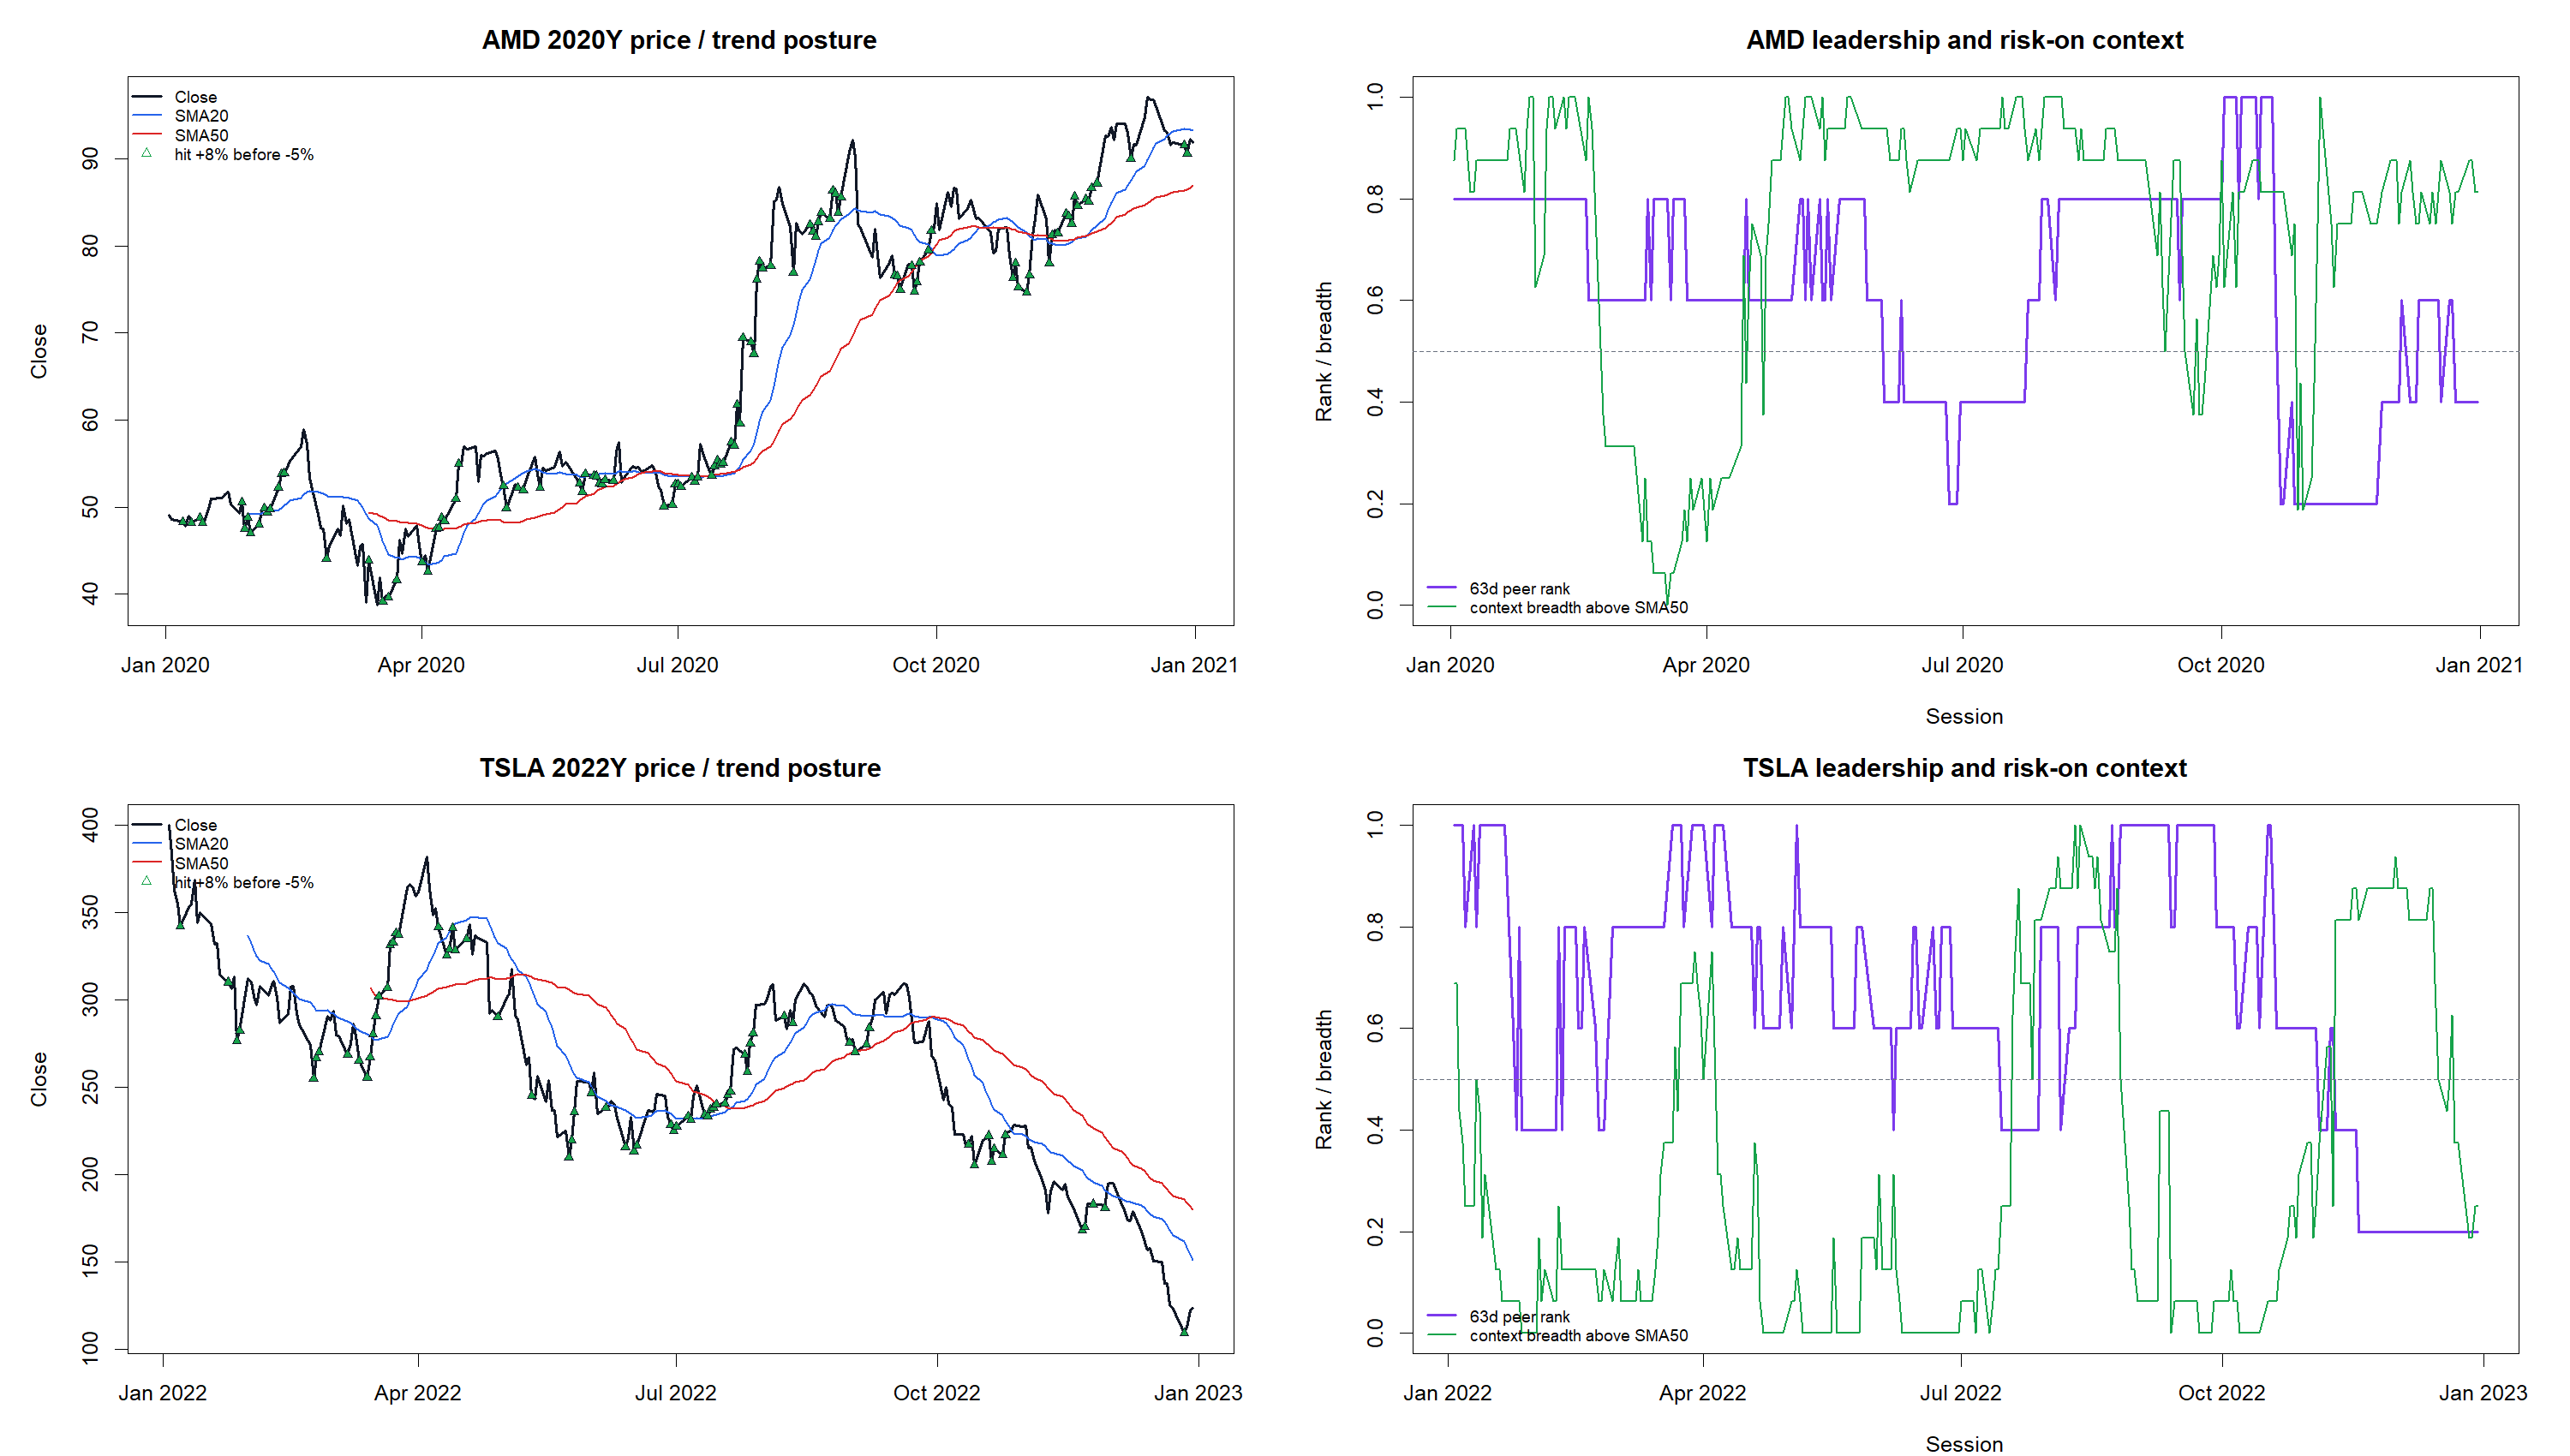 AMD 2020Y price / trend posture
Close
90
80
70
60
50
40
Close
SMA20
SMA50
hit +8% before -5%
Jan 2020 Apr 2020 Jul 2020 Oct 2020 Jan 2021
AMD leadership and risk-on context
Rank / breadth
1.0
0.8
0.6
0.4
0.2
0.0
63d peer rank
context breadth above SMA50
Jan 2020 Apr 2020 Jul 2020 Oct 2020 Jan 2021
Session
TSLA 2022Y price / trend posture
Close
400
350
300
250
200
150
100
Close
SMA20
SMA50
hit +8% before -5%
Jan 2022 Apr 2022 Jul 2022 Oct 2022 Jan 2023
TSLA leadership and risk-on context
Rank / breadth
1.0
0.8
0.6
0.4
0.2
0.0
63d peer rank
context breadth above SMA50
Jan 2022 Apr 2022 Jul 2022 Oct 2022 Jan 2023
Session